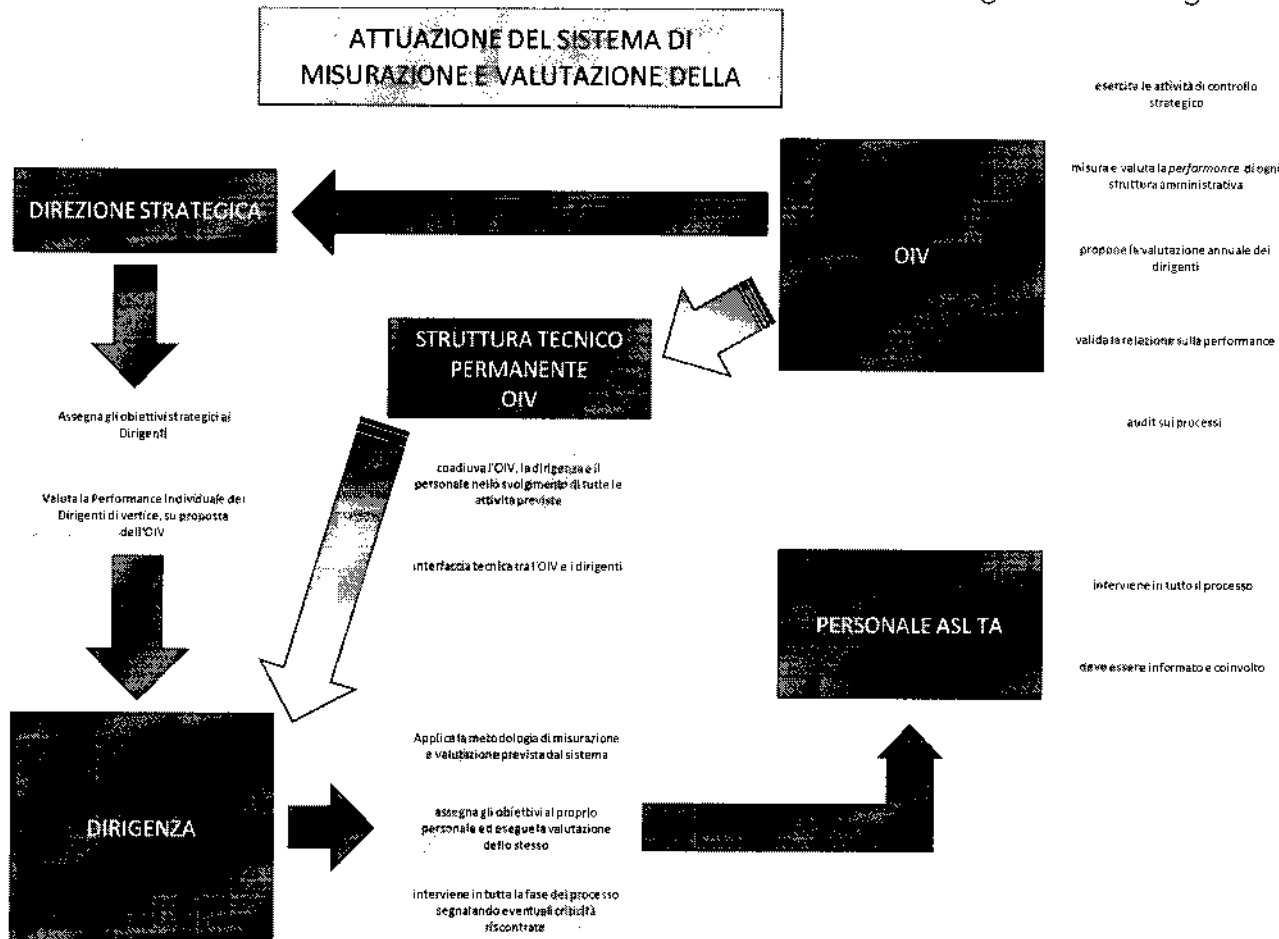 ATTUAZIONE DEL SISTEMA DI
MISURAZIONE E VALUTAZIONE DELLA
esercita le attività di controllo
strategico
misura e valuta la performance di ogni
struttura amministrativa
OIV
propone la valutazione annuale dei
dirigenti
valida la relazione sulla performance
audit sui processi
DIREZIONE STRATEGICA
Assegna gli obiettivi strategici ai
Dirigenti
Valuta la Performance Individuale dei
Dirigenti di vertice, su proposta
dell'OIV
STRUTTURA TECNICO
PERMANENTE
OIV
coadiuva l'OIV, la dirigenza e il
personale nello svolgimento di tutte le
attività previste
interfaccia tecnica tra l'OIV e i dirigenti
PERSONALE ASL TA
interviene in tutto il processo
deve essere informato e coinvolto
DIRIGENZA
Applica la metodologia di misurazione
e valutazione prevista dal sistema
assegna gli obiettivi al proprio
personale ed esegue la valutazione
dello stesso
interviene in tutta la fase del processo
segnalando eventuali criticità
riscontrate